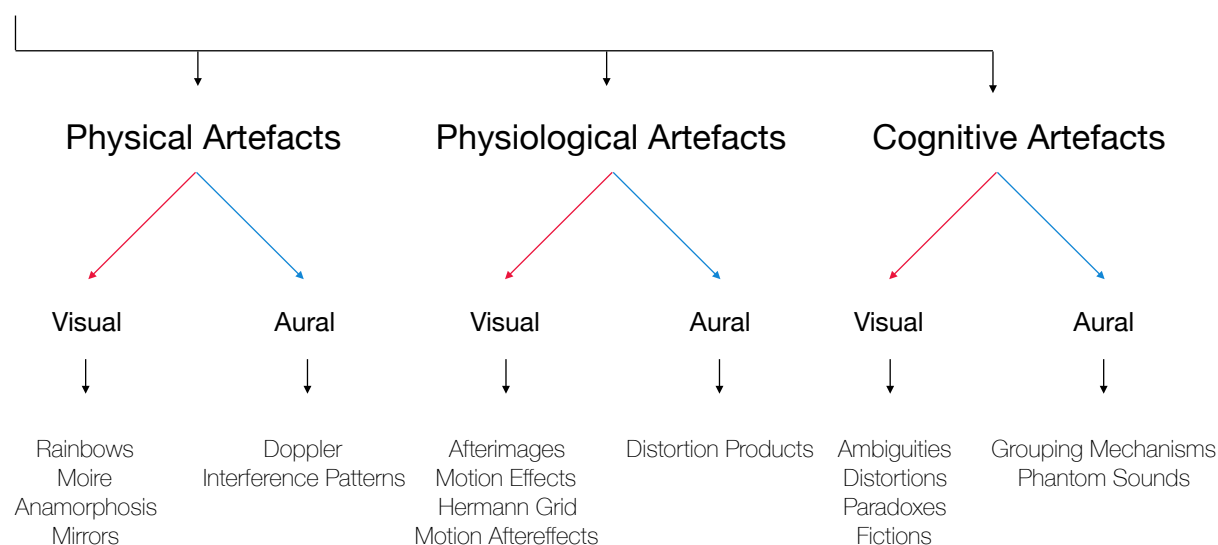 Physical Artefacts
Physiological Artefacts
Cognitive Artefacts
Visual
Aural
Visual
Aural
Visual
Aural
Rainbows
Moire
Anamorphosis
Mirrors
Doppler
Interference Patterns
Afterimages
Motion Effects
Hermann Grid
Motion Aftereffects
Distortion Products
Ambiguities
Distortions
Paradoxes
Fictions
Grouping Mechanisms
Phantom Sounds